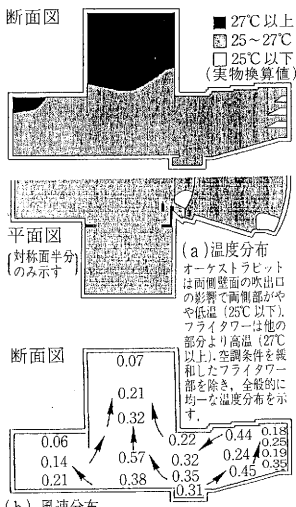 断面図
27℃以上
25~27℃
25℃以下
(実物換算値)
平面図
(対称面半分
のみ示す)
(a)温度分布
オーケストラピット
は両側壁面の吹出口
の影響で両側部がや
や低温(25℃以下).
フライタワーは他の
部分より高温(27℃
以上).空調条件を緩
和したフライタワー
部を除き,全般的に
均一な温度分布を示
す.
断面図
0.07
0.21
0.32
0.06 0.22 0.44 0.18
0.25
0.14 0.57 0.32 0.24 0.19
0.21 0.38 0.35 0.45 0.35
0.31
(b) 風速分布